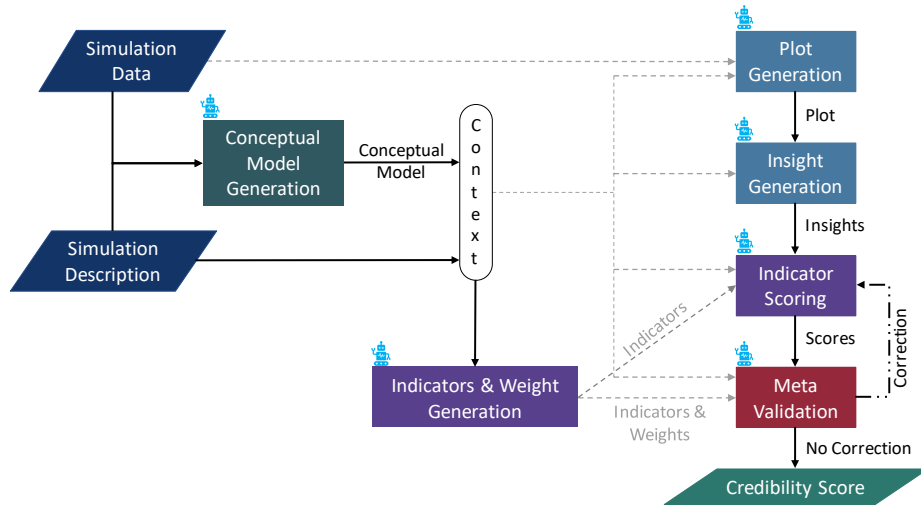 Simulation
Data
Plot
Generation
Plot
Conceptual
Model
Generation
Conceptual
Model
Context
Insight
Generation
Insights
Simulation
Description
Indicator
Scoring
Indicators
Scores
Correction
Indicators & Weight
Generation
Meta
Validation
Indicators &
Weights
No Correction
Credibility Score